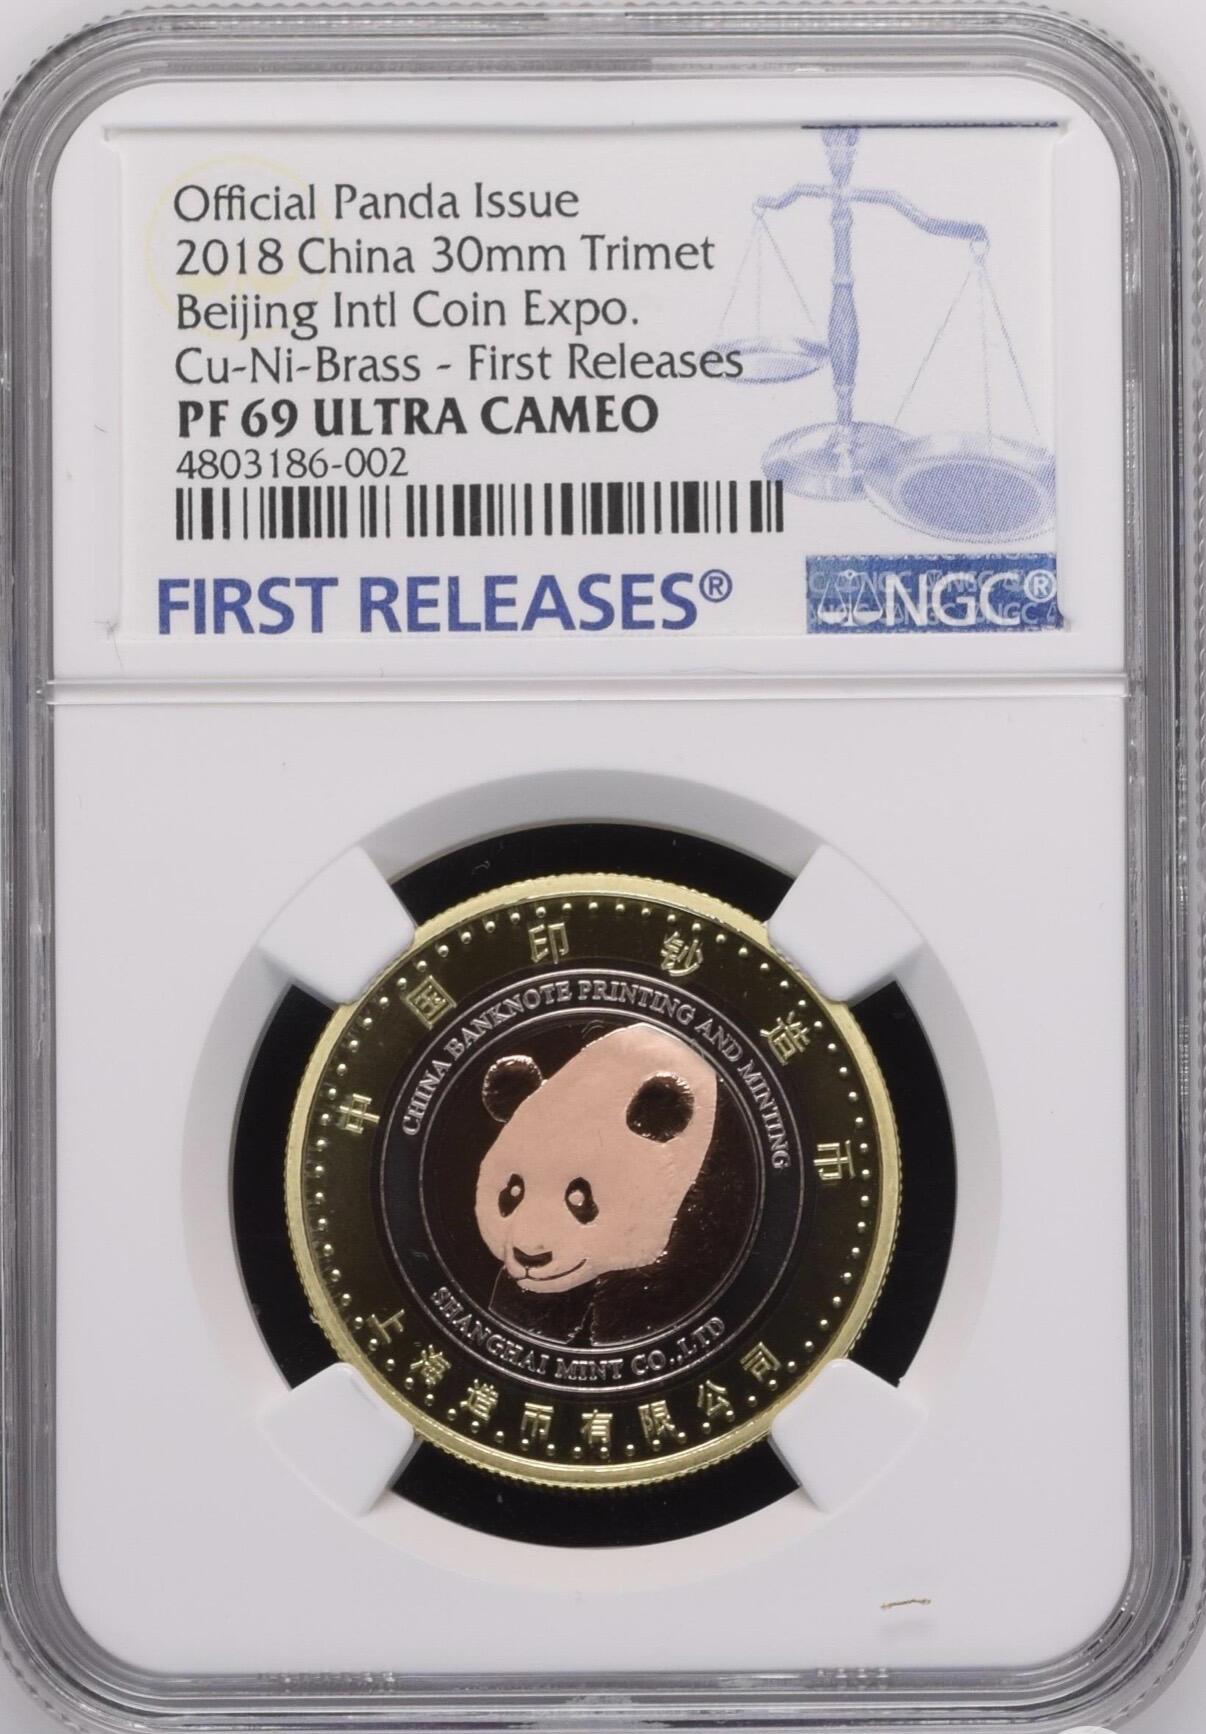 Official Panda Issue
2018 China 30mm Trimet
Beijing Intl Coin Expo.
Cu-Ni-Brass - First Releases
PF 69 ULTRA CAMEO
4803186-002
FIRST RELEASES®
NGC®
中国印钞造币
CHINA BANKNOTE PRINTING AND MINTING
SHANGHAI MINT CO.,LTD
上海造币有限公司